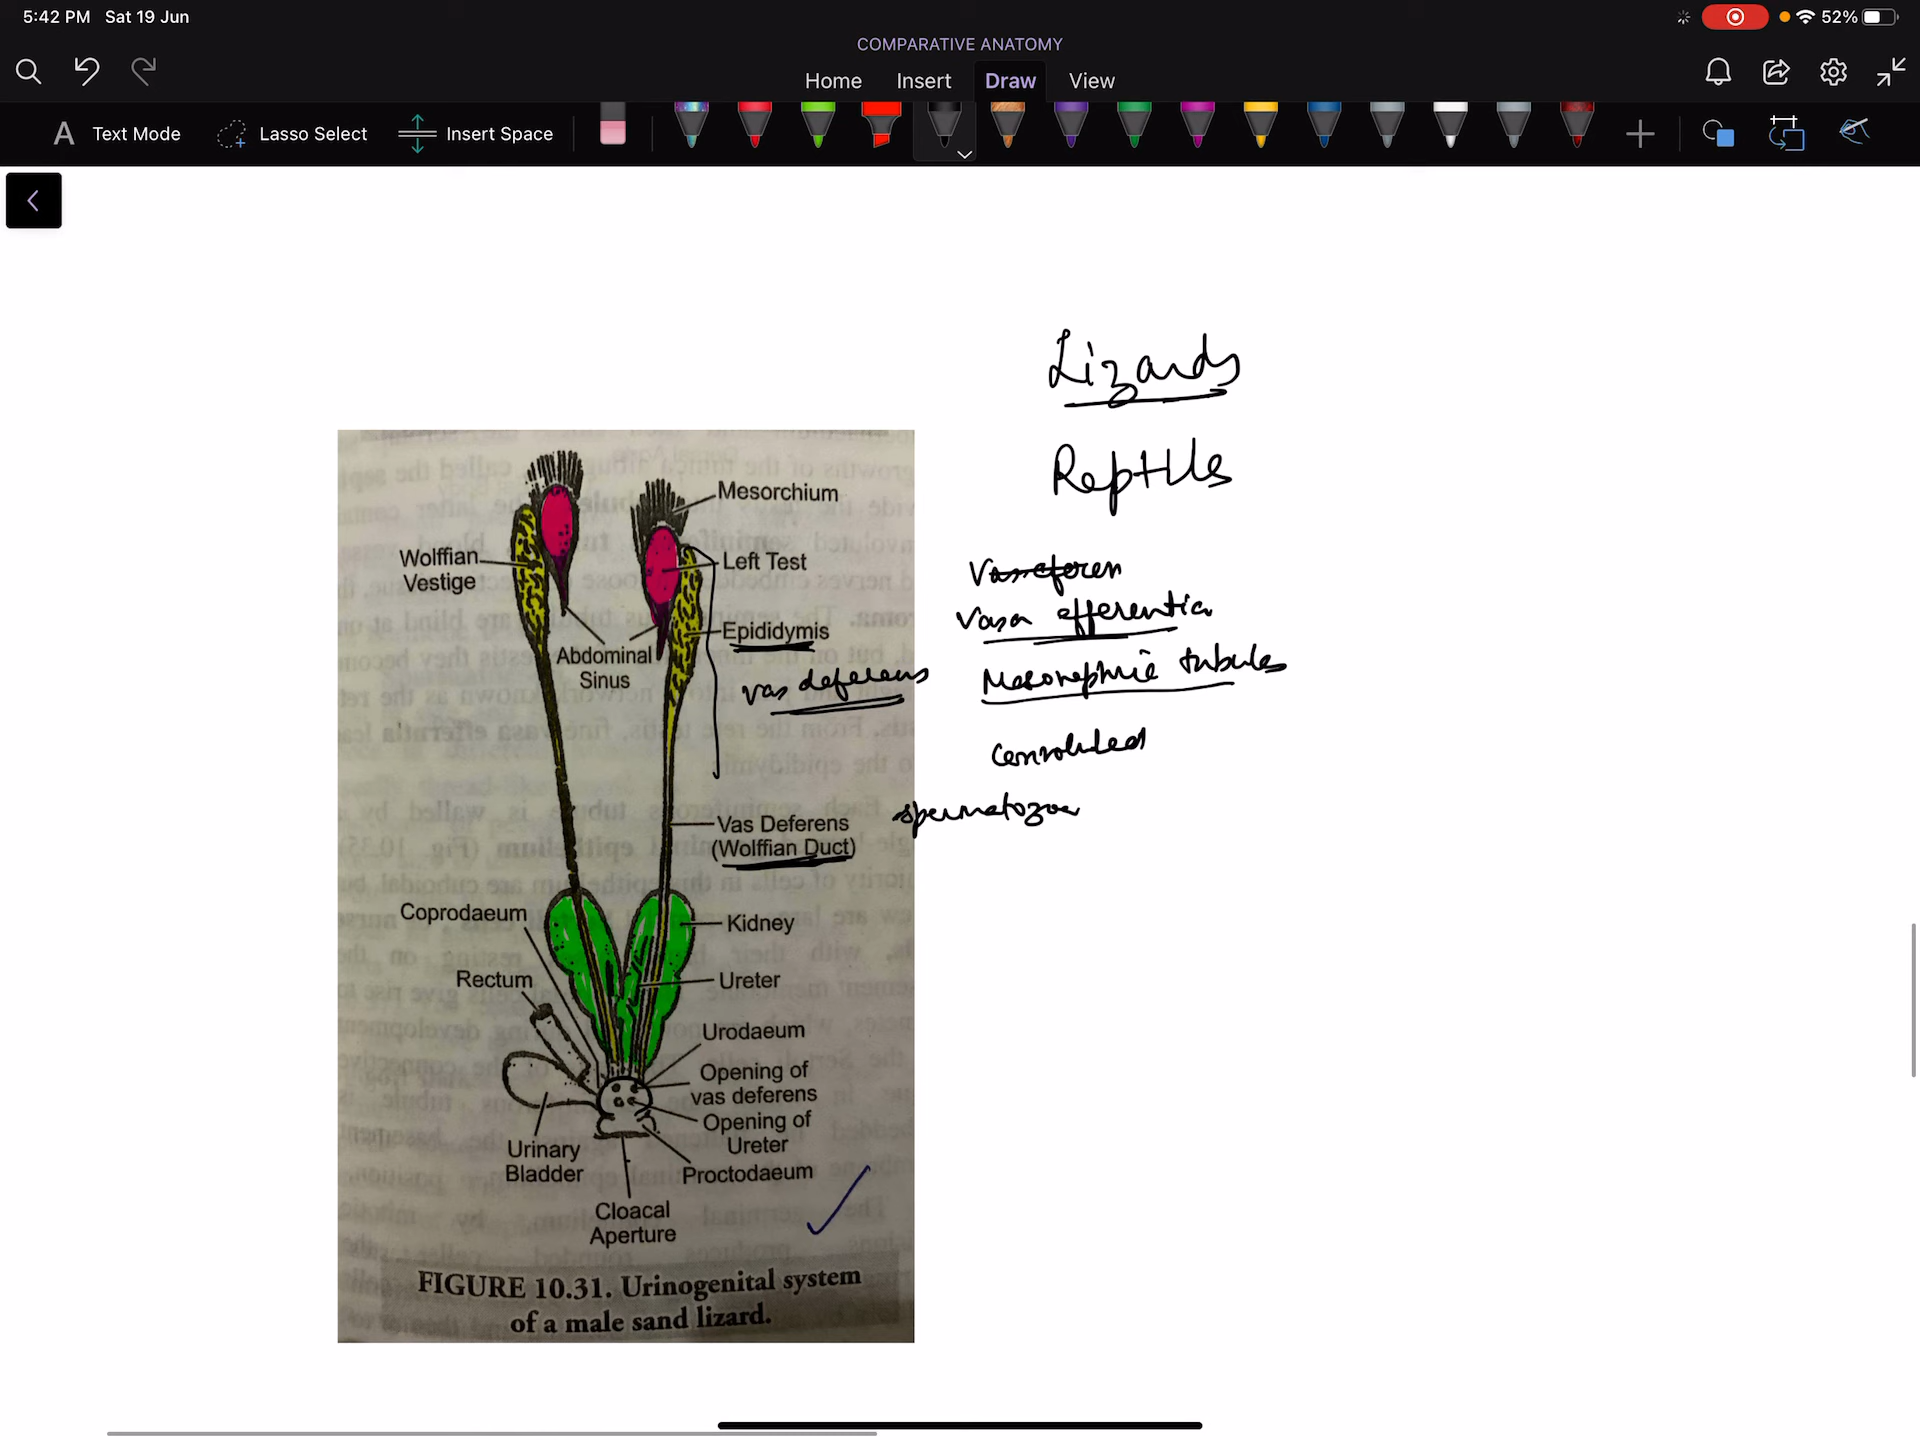 5:42 PM Sat 19 Jun
52%
COMPARATIVE ANATOMY
Home Insert Draw View
A Text Mode Lasso Select Insert Space
Lizards
Reptiles
Vasa efferentia
Mesonephric tubules
convoluted
spermatozoa
Mesorchium
Wolffian
Vestige
Left Test
Epididymis
Abdominal
Sinus
vas deferens
Vas Deferens
(Wolffian Duct)
Coprodaeum
Kidney
Rectum
Ureter
Urodaeum
Opening of
vas deferens
Opening of
Ureter
Urinary
Bladder
Proctodaeum
Cloacal
Aperture
FIGURE 10.31. Urinogenital system
of a male sand lizard.